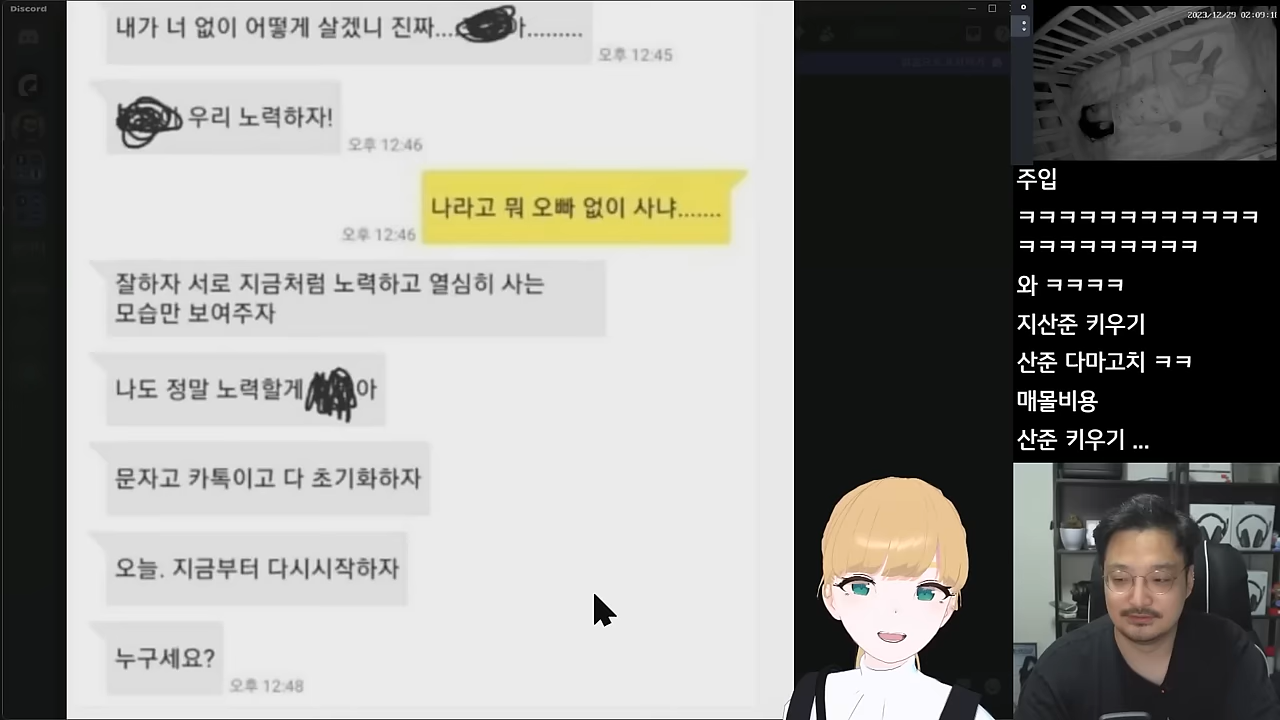 Discord
내가 너 없이 어떻게 살겠니 진짜....
아.........
오후 12:45
우리 노력하자!
오후 12:46
나라고 뭐 오빠 없이 사냐.......
오후 12:46
잘하자 서로 지금처럼 노력하고 열심히 사는
모습만 보여주자
나도 정말 노력할게
아
문자고 카톡이고 다 초기화하자
오늘. 지금부터 다시시작하자
누구세요?
오후 12:48
2023/12/29 02:09:1
주입
ㅋㅋㅋㅋㅋㅋㅋㅋㅋㅋㅋㅋ
ㅋㅋㅋㅋㅋㅋㅋㅋㅋ
와 ㅋㅋㅋㅋ
지산준 키우기
산준 다마고치 ㅋㅋ
매몰비용
산준 키우기 ...